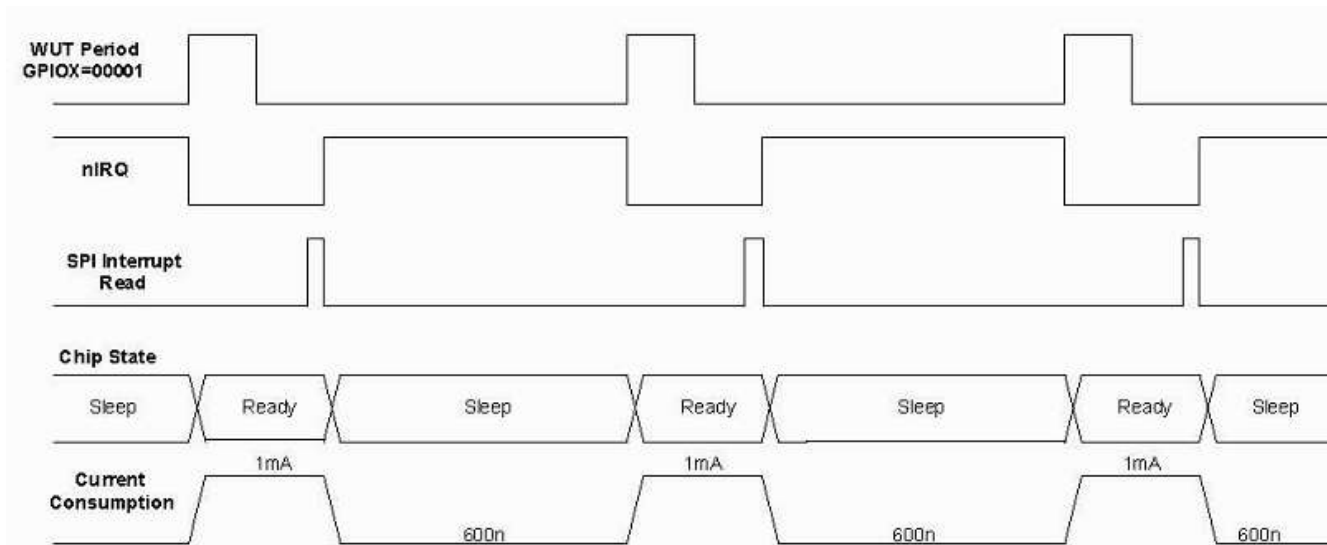 WUT Period
GPIOX=00001
nIRQ
SPI Interrupt
Read
Chip State
Sleep Ready Sleep Ready Sleep Ready Sleep
1mA 1mA 1mA
Current
Consumption
600n 600n 600n